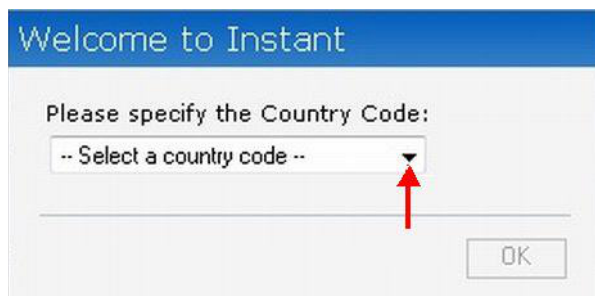 Welcome to Instant
Please specify the Country Code:
-- Select a country code --
OK